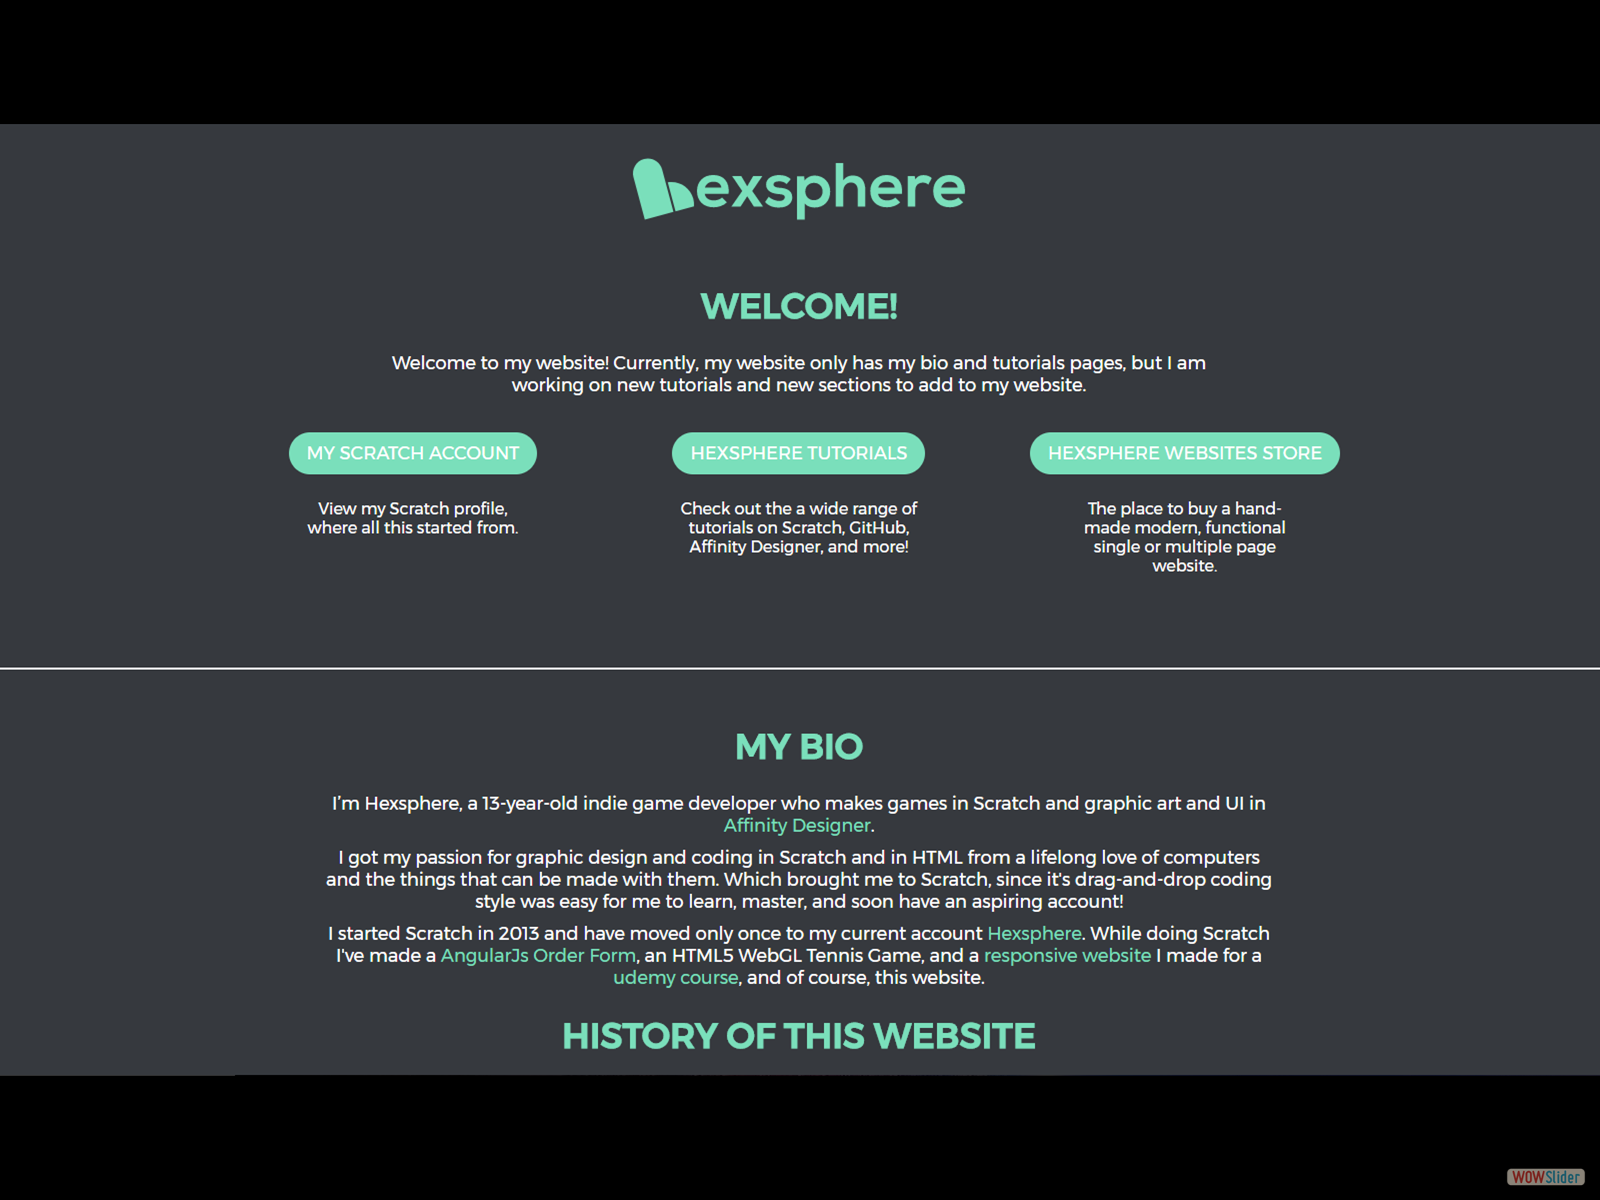 hexsphere
WELCOME!
Welcome to my website! Currently, my website only has my bio and tutorials pages, but I am
working on new tutorials and new sections to add to my website.
MY SCRATCH ACCOUNT
View my Scratch profile,
where all this started from.
HEXSPHERE TUTORIALS
Check out the a wide range of
tutorials on Scratch, GitHub,
Affinity Designer, and more!
HEXSPHERE WEBSITES STORE
The place to buy a hand-
made modern, functional
single or multiple page
website.
MY BIO
I’m Hexsphere, a 13-year-old indie game developer who makes games in Scratch and graphic art and UI in
Affinity Designer.
I got my passion for graphic design and coding in Scratch and in HTML from a lifelong love of computers
and the things that can be made with them. Which brought me to Scratch, since it's drag-and-drop coding
style was easy for me to learn, master, and soon have an aspiring account!
I started Scratch in 2013 and have moved only once to my current account Hexsphere. While doing Scratch
I've made a AngularJs Order Form, an HTML5 WebGL Tennis Game, and a responsive website I made for a
udemy course, and of course, this website.
HISTORY OF THIS WEBSITE
WOWSlider